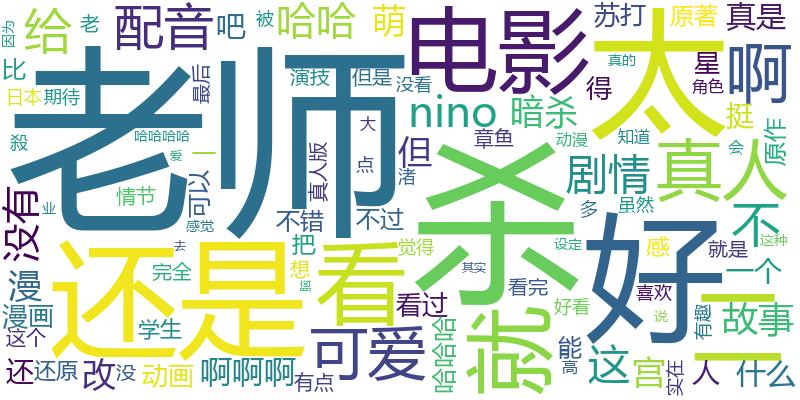 给
配音
吧
被
哈哈
萌
电影
太
苏打
原著
真是
因为
老
比
日本
期待
最后
演技
但是
没看
真的
星
角色
啊
老师
nino
暗杀
得
挺
殺
哈哈哈哈
大
但
章鱼
动漫
知道
会
原作
爱
一
真人版
点
渚
剧情
真人
没有
情节
可以
不错
不过
杀
多
虽然
不
业
感觉
把
觉得
好
感
就是
这种
还是
看
去
设定
一个
漫
完全
想
其实
看完
喜欢
二
漫画
看过
好看
说
有趣
故事
这个
学生
可爱
哈哈哈
就
能
还
还原
改
没
动画
啊啊啊
有点
高
这
宫
实在
人
什么